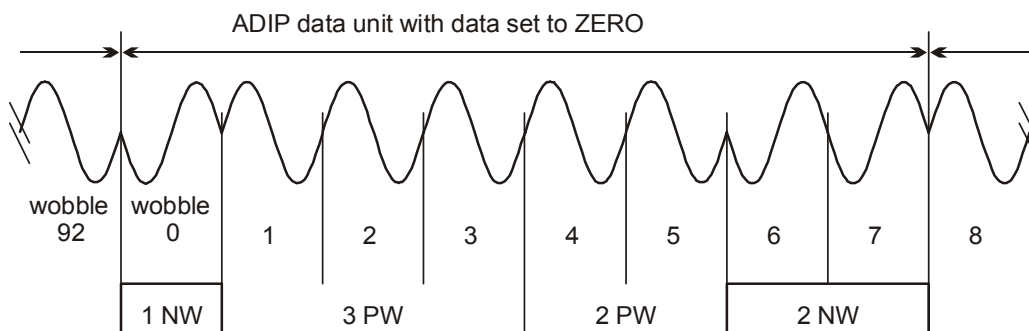 ADIP data unit with data set to ZERO
wobble 92 wobble 0 1 2 3 4 5 6 7 8
1 NW 3 PW 2 PW 2 NW